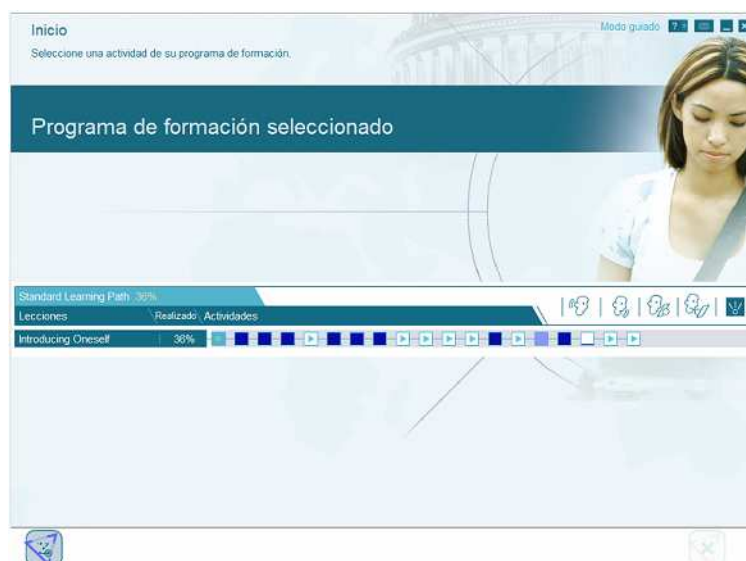 Inicio
Modo guiado
?
Seleccione una actividad de su programa de formación.
Programa de formación seleccionado
Standard Learning Path 36%
Lecciones Realizado Actividades
Introducing Oneself 36%